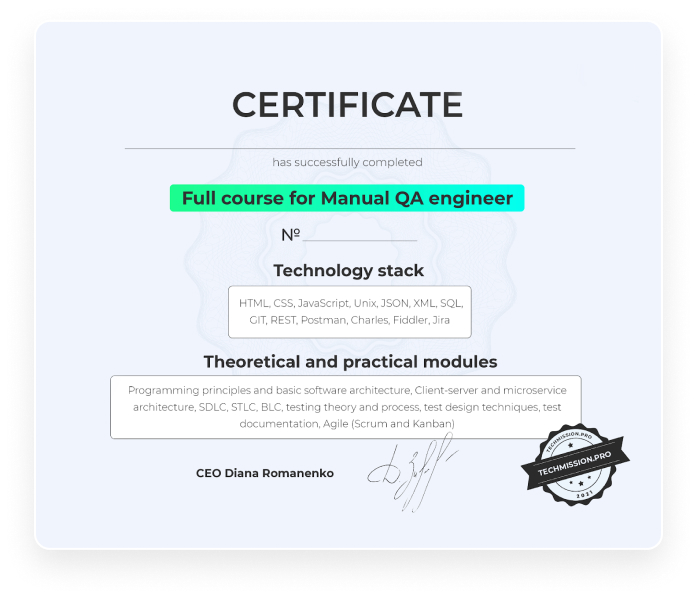 CERTIFICATE
has successfully completed
Full course for Manual QA engineer
№
Technology stack
HTML, CSS, JavaScript, Unix, JSON, XML, SQL,
GIT, REST, Postman, Charles, Fiddler, Jira
Theoretical and practical modules
Programming principles and basic software architecture, Client-server and microservice
architecture, SDLC, STLC, BLC, testing theory and process, test design techniques, test
documentation, Agile (Scrum and Kanban)
CEO Diana Romanenko
TECHMISSION.PRO
TECHMISSION.PRO
2021